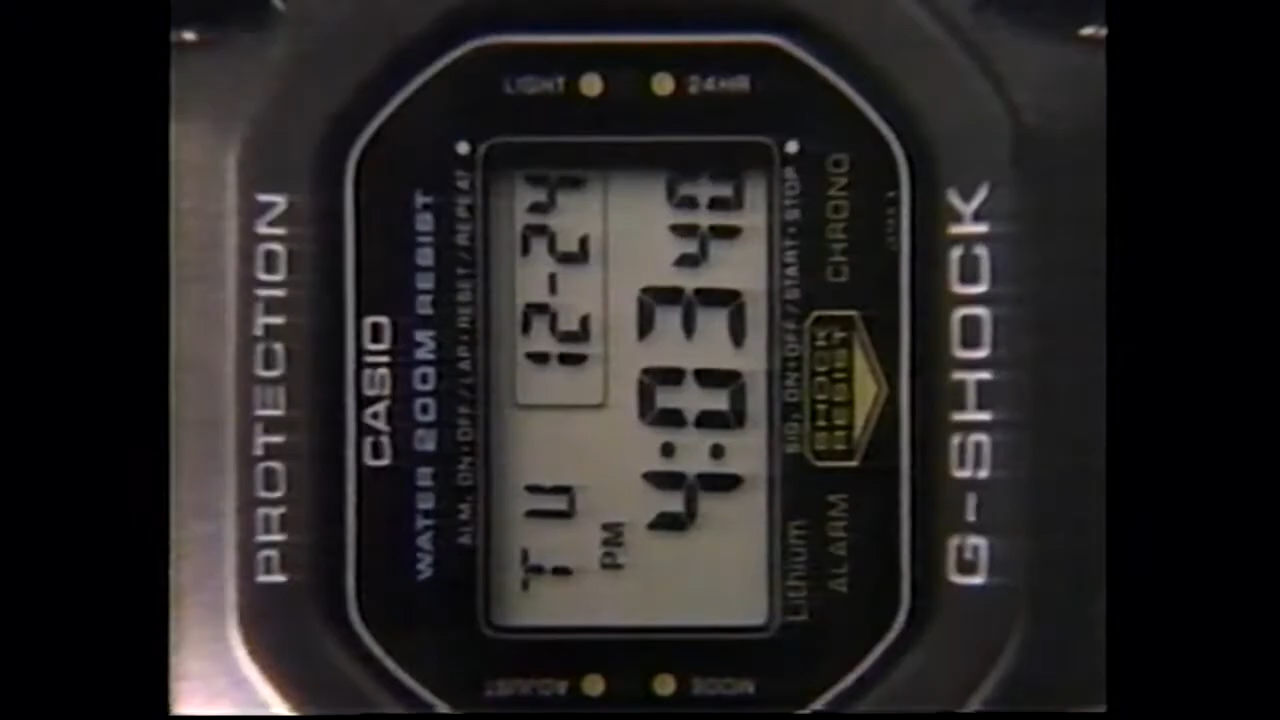 PROTECTION
CASIO
WATER 200M RESIST
ALM. ON•OFF/LAP•RESET/REPEAT
LIGHT
24HR
TU 12-24
PM
4:03 40
SIG. ON•OFF/START•STOP
Lithium
ALARM
SHOCK
RESIST
CHRONO
ADJUST
MODE
G-SHOCK